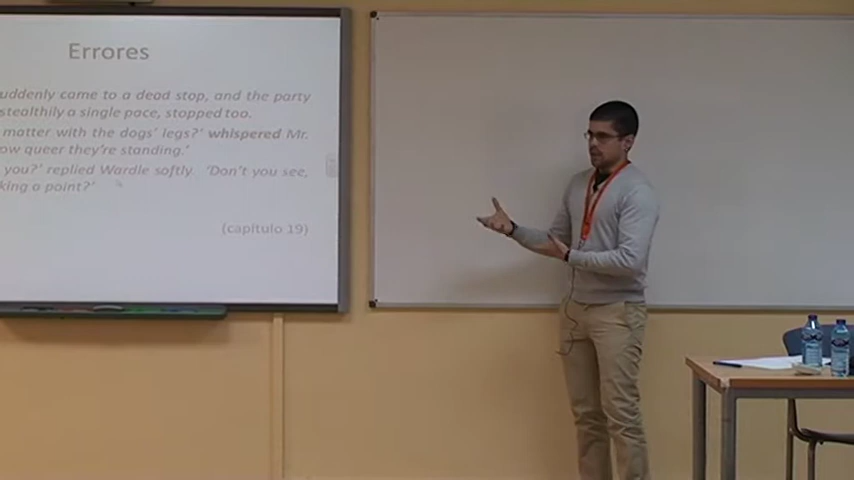 Errores
uddenly came to a dead stop, and the party
stealthily a single pace, stopped too.
matter with the dogs' legs?' whispered Mr.
ow queer they're standing.'
you?' replied Wardle softly. 'Don't you see,
king a point?'
(capítulo 19)